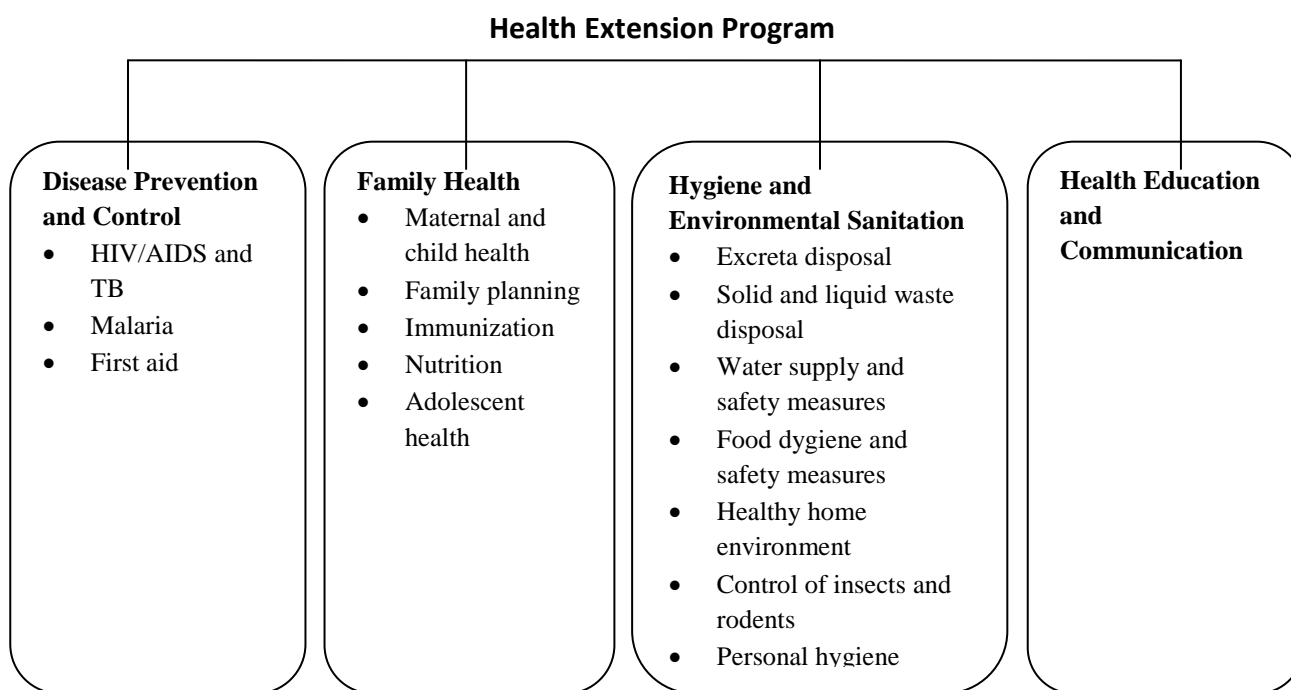 Health Extension Program
Disease Prevention
and Control
• HIV/AIDS and
TB
• Malaria
• First aid
Family Health
• Maternal and
child health
• Family planning
• Immunization
• Nutrition
• Adolescent
health
Hygiene and
Environmental Sanitation
• Excreta disposal
• Solid and liquid waste
disposal
• Water supply and
safety measures
• Food dygiene and
safety measures
• Healthy home
environment
• Control of insects and
rodents
• Personal hygiene
Health Education
and
Communication